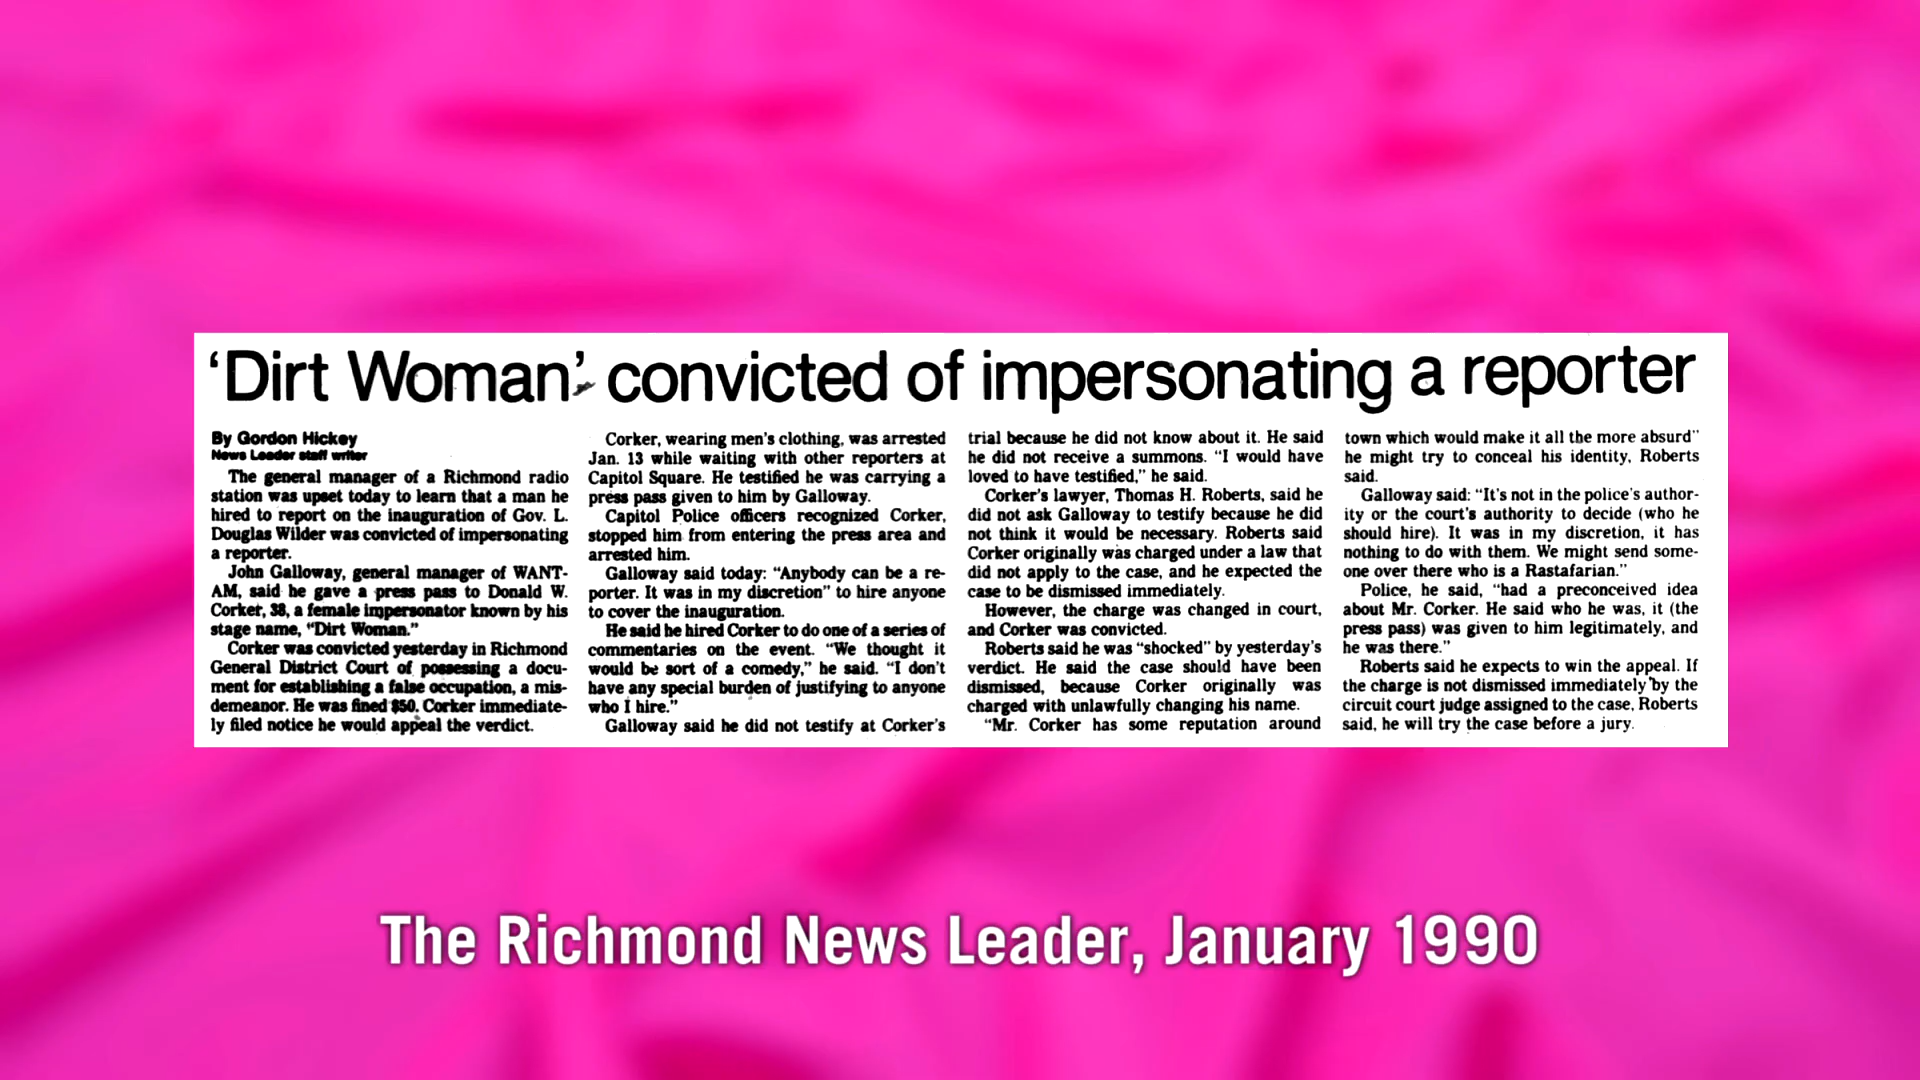 ‘Dirt Woman’ convicted of impersonating a reporter
By Gordon Hickey
News Leader staff writer
The general manager of a Richmond radio
station was upset today to learn that a man he
hired to report on the inauguration of Gov. L.
Douglas Wilder was convicted of impersonating
a reporter.
John Galloway, general manager of WANT-
AM, said he gave a press pass to Donald W.
Corker, 38, a female impersonator known by his
stage name, “Dirt Woman.”
Corker was convicted yesterday in Richmond
General District Court of possessing a docu-
ment for establishing a false occupation, a mis-
demeanor. He was fined $50. Corker immediate-
ly filed notice he would appeal the verdict.
Corker, wearing men’s clothing, was arrested
Jan. 13 while waiting with other reporters at
Capitol Square. He testified he was carrying a
press pass given to him by Galloway.
Capitol Police officers recognized Corker,
stopped him from entering the press area and
arrested him.
Galloway said today: “Anybody can be a re-
porter. It was in my discretion” to hire anyone
to cover the inauguration.
He said he hired Corker to do one of a series of
commentaries on the event. “We thought it
would be sort of a comedy,” he said. “I don’t
have any special burden of justifying to anyone
who I hire.”
Galloway said he did not testify at Corker’s
trial because he did not know about it. He said
he did not receive a summons. “I would have
loved to have testified,” he said.
Corker’s lawyer, Thomas H. Roberts, said he
did not ask Galloway to testify because he did
not think it would be necessary. Roberts said
Corker originally was charged under a law that
did not apply to the case, and he expected the
case to be dismissed immediately.
However, the charge was changed in court,
and Corker was convicted.
Roberts said he was “shocked” by yesterday’s
verdict. He said the case should have been
dismissed, because Corker originally was
charged with unlawfully changing his name.
“Mr. Corker has some reputation around
town which would make it all the more absurd”
he might try to conceal his identity, Roberts
said.
Galloway said: “It’s not in the police’s author-
ity or the court’s authority to decide (who he
should hire). It was in my discretion, it has
nothing to do with them. We might send some-
one over there who is a Rastafarian.”
Police, he said, “had a preconceived idea
about Mr. Corker. He said who he was, it (the
press pass) was given to him legitimately, and
he was there.”
Roberts said he expects to win the appeal. If
the charge is not dismissed immediately by the
circuit court judge assigned to the case, Roberts
said, he will try the case before a jury.
The Richmond News Leader, January 1990